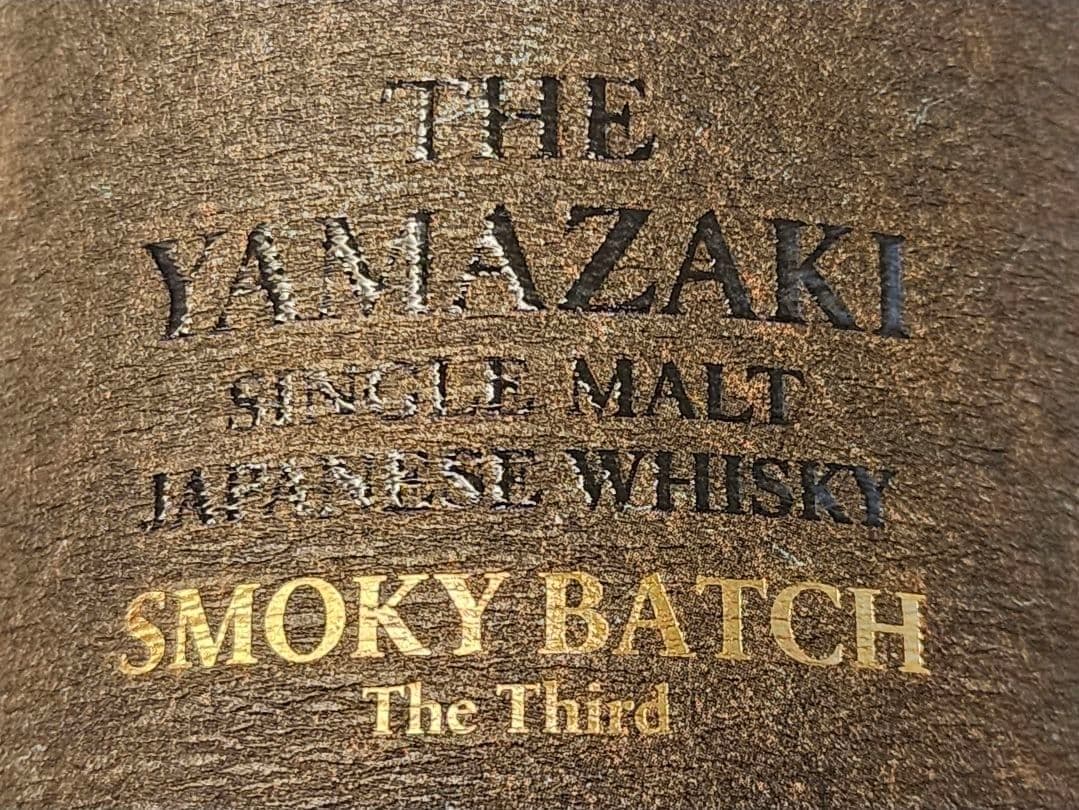 THE
YAMAZAKI
SINGLE MALT
JAPANESE WHISKY
SMOKY BATCH
The Third